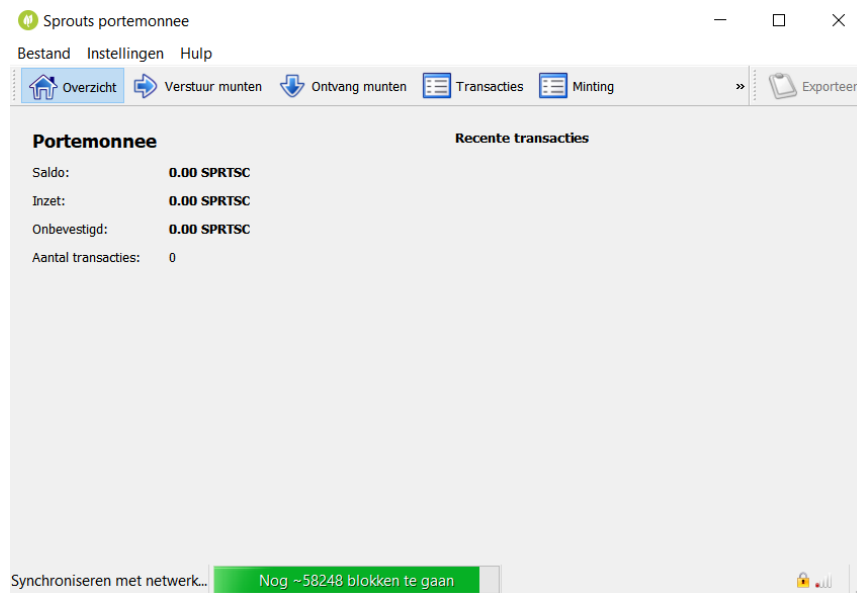 Sprouts portemonnee
Bestand Instellingen Hulp
Overzicht Verstuur munten Ontvang munten Transacties Minting » Exporteer
Portemonnee
Recente transacties
Saldo: 0.00 SPRTSC
Inzet: 0.00 SPRTSC
Onbevestigd: 0.00 SPRTSC
Aantal transacties: 0
Synchroniseren met netwerk... Nog ~58248 blokken te gaan